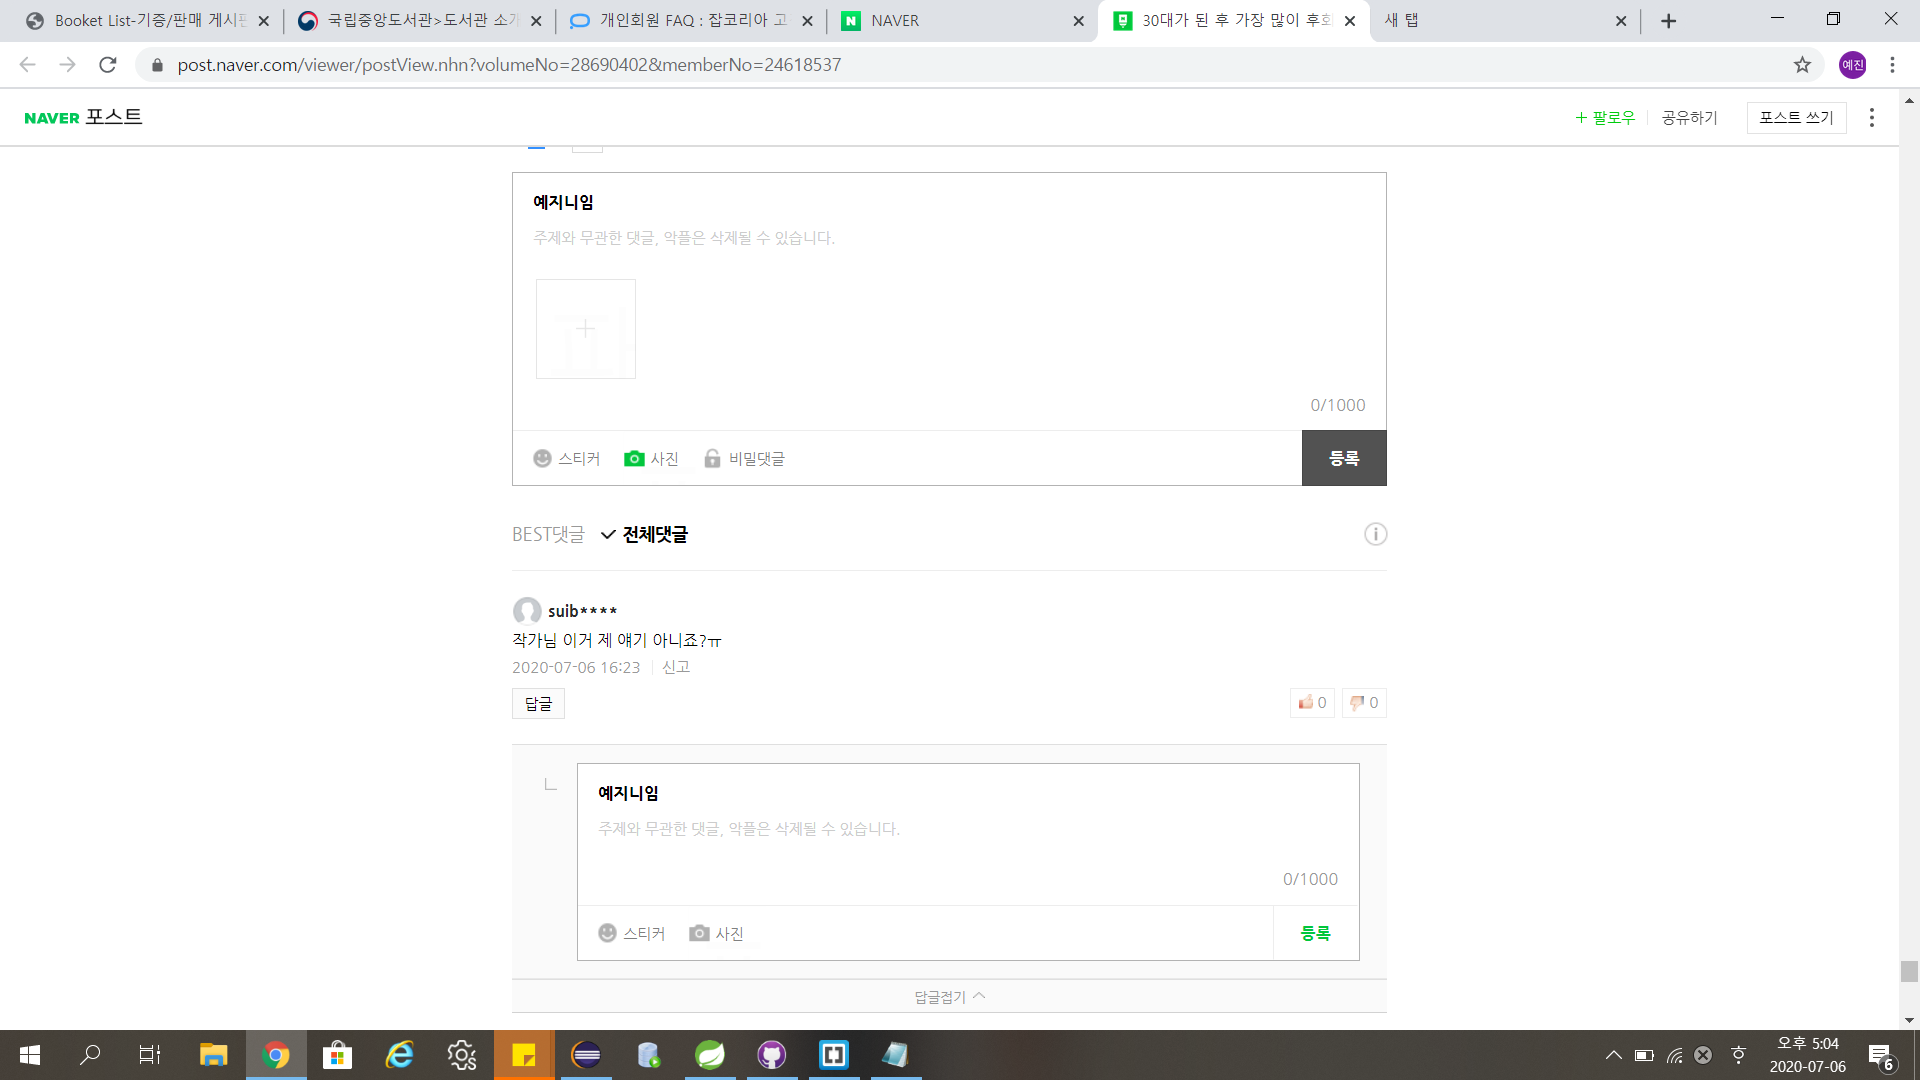 Booket List-기증/판매 게시판
국립중앙도서관>도서관 소개
개인회원 FAQ : 잡코리아 고
NAVER
30대가 된 후 가장 많이 후회
새 탭
post.naver.com/viewer/postView.nhn?volumeNo=28690402&memberNo=24618537
예진
NAVER 포스트
+ 팔로우
공유하기
포스트 쓰기
예지니임
주제와 무관한 댓글, 악플은 삭제될 수 있습니다.
0/1000
스티커
사진
비밀댓글
등록
BEST댓글
전체댓글
suib****
작가님 이거 제 얘기 아니죠?ㅠ
2020-07-06 16:23
신고
답글
0
0
예지니임
주제와 무관한 댓글, 악플은 삭제될 수 있습니다.
0/1000
스티커
사진
등록
답글접기
오후 5:04
2020-07-06
6